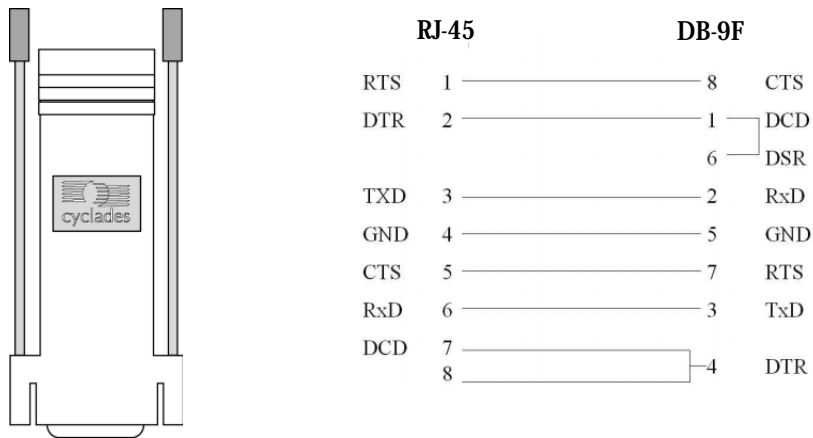 cyclades
RJ-45 DB-9F
RTS 1 8 CTS
DTR 2 1 DCD
6 DSR
TXD 3 2 RxD
GND 4 5 GND
CTS 5 7 RTS
RxD 6 3 TxD
DCD 7
4 DTR
8